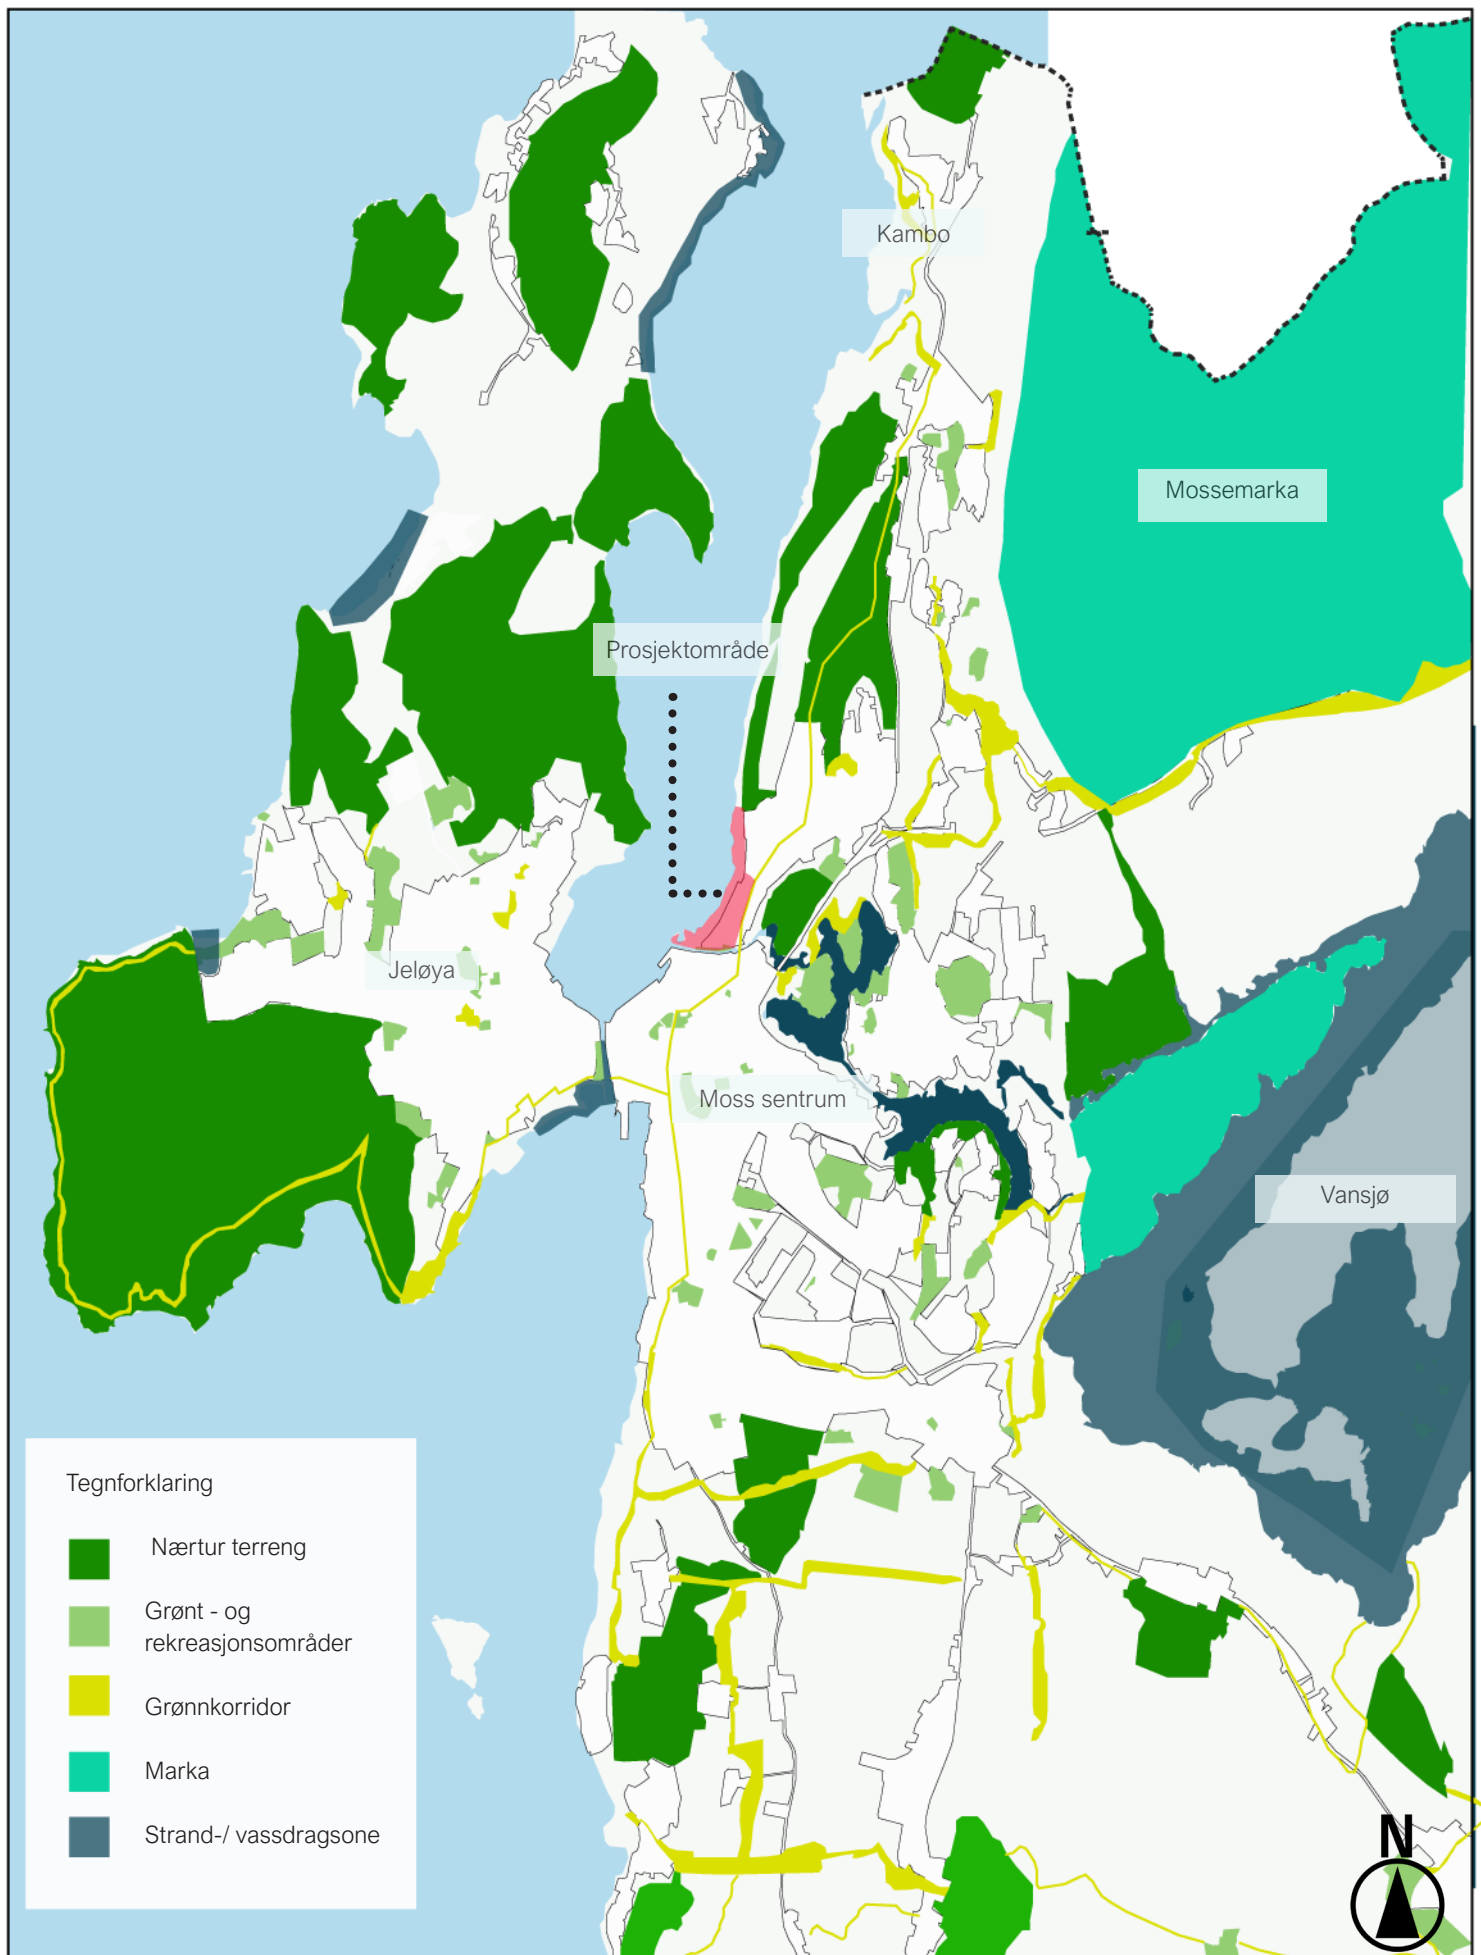 Kambo
Mossemarka
Prosjektområde
Jeløya
Moss sentrum
Vansjø
Tegnforklaring
Nærtur terreng
Grønt - og
rekreasjonsområder
Grønnkorridor
Marka
Strand-/ vassdragsone
N